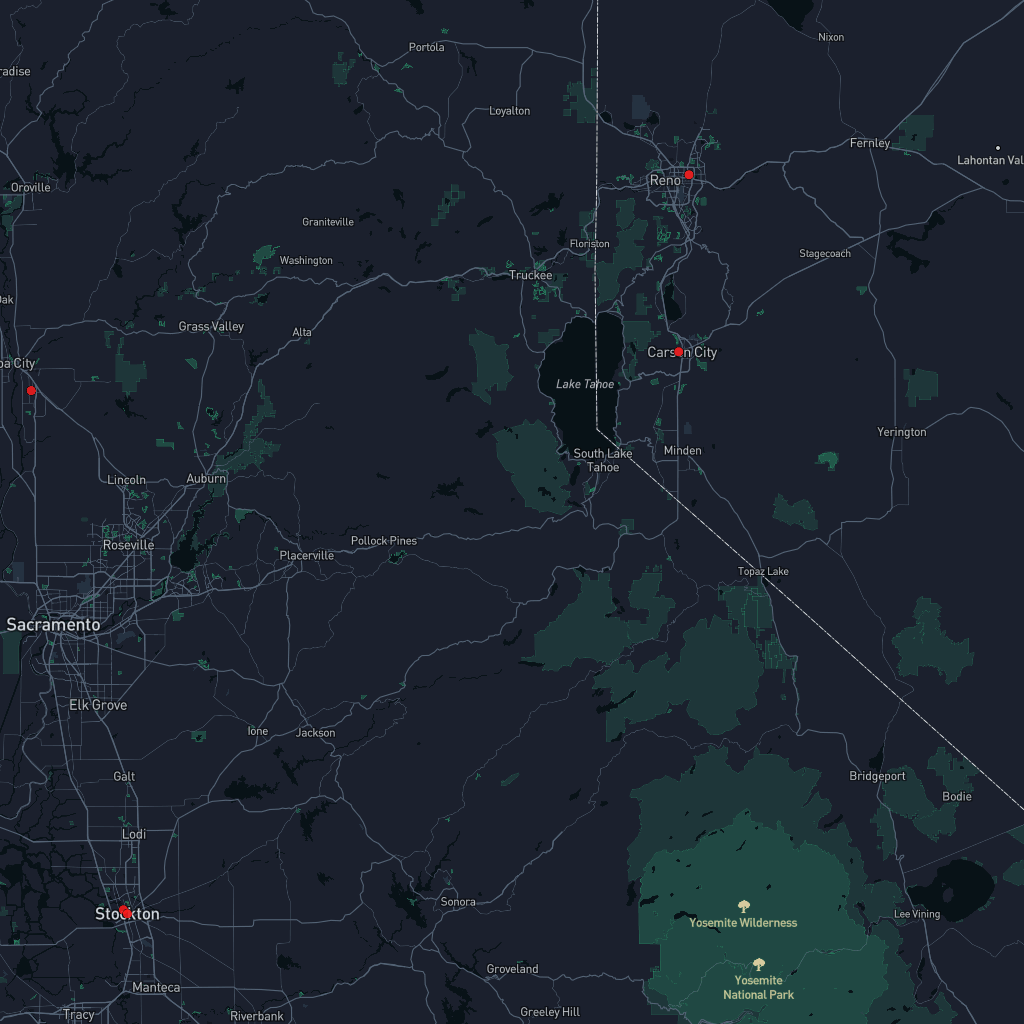 Nixon
Portola
radise
Loyalton
Fernley
Lahontan Val
Reno
Oroville
Graniteville
Floriston
Stagecoach
Washington
Truckee
Oak
Grass Valley
Alta
Carson City
ba City
Lake Tahoe
Yerington
Minden
South Lake
Tahoe
Lincoln
Auburn
Pollock Pines
Roseville
Placerville
Topaz Lake
Sacramento
Elk Grove
Ione
Jackson
Galt
Bridgeport
Bodie
Lodi
Sonora
Stockton
Lee Vining
Yosemite Wilderness
Groveland
Yosemite
National Park
Manteca
Tracy
Riverbank
Greeley Hill